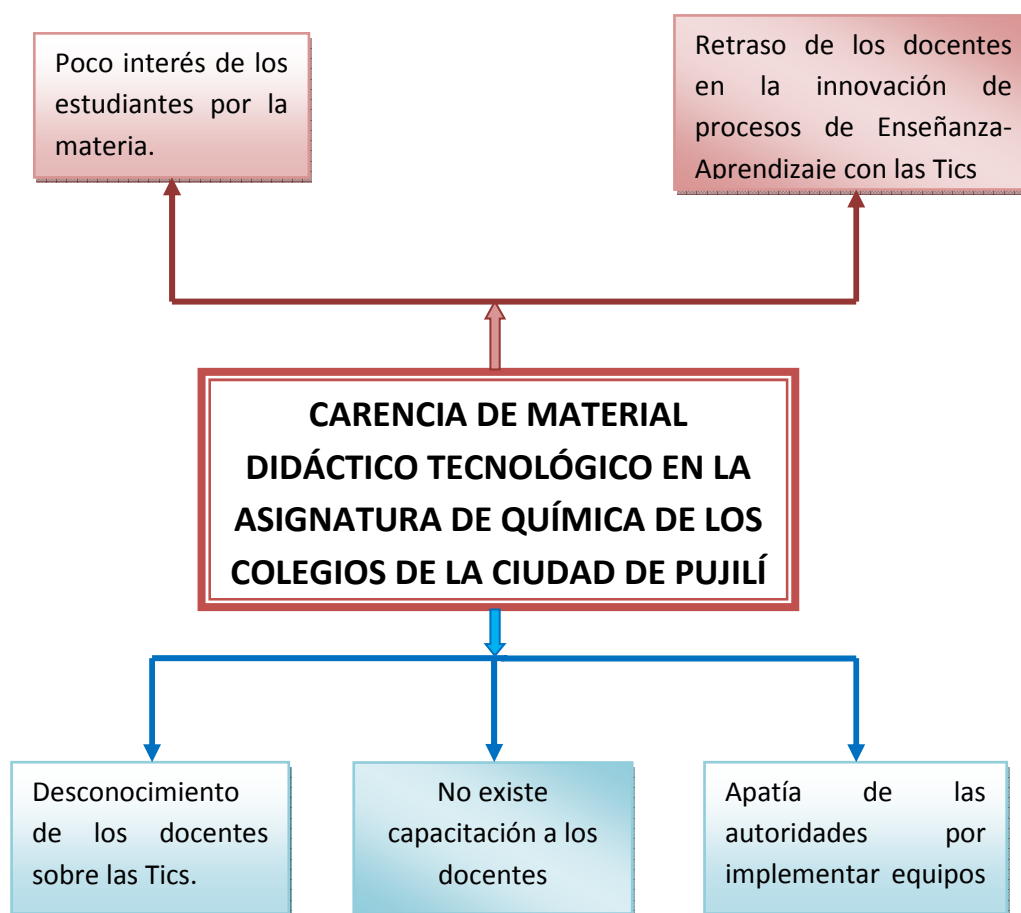 Poco interés de los
estudiantes por la
materia.
Retraso de los docentes
en la innovación de
procesos de Enseñanza-
Aprendizaje con las Tics
CARENCIA DE MATERIAL
DIDÁCTICO TECNOLÓGICO EN LA
ASIGNATURA DE QUÍMICA DE LOS
COLEGIOS DE LA CIUDAD DE PUJILÍ
Desconocimiento
de los docentes
sobre las Tics.
No existe
capacitación a los
docentes
Apatía de las
autoridades por
implementar equipos